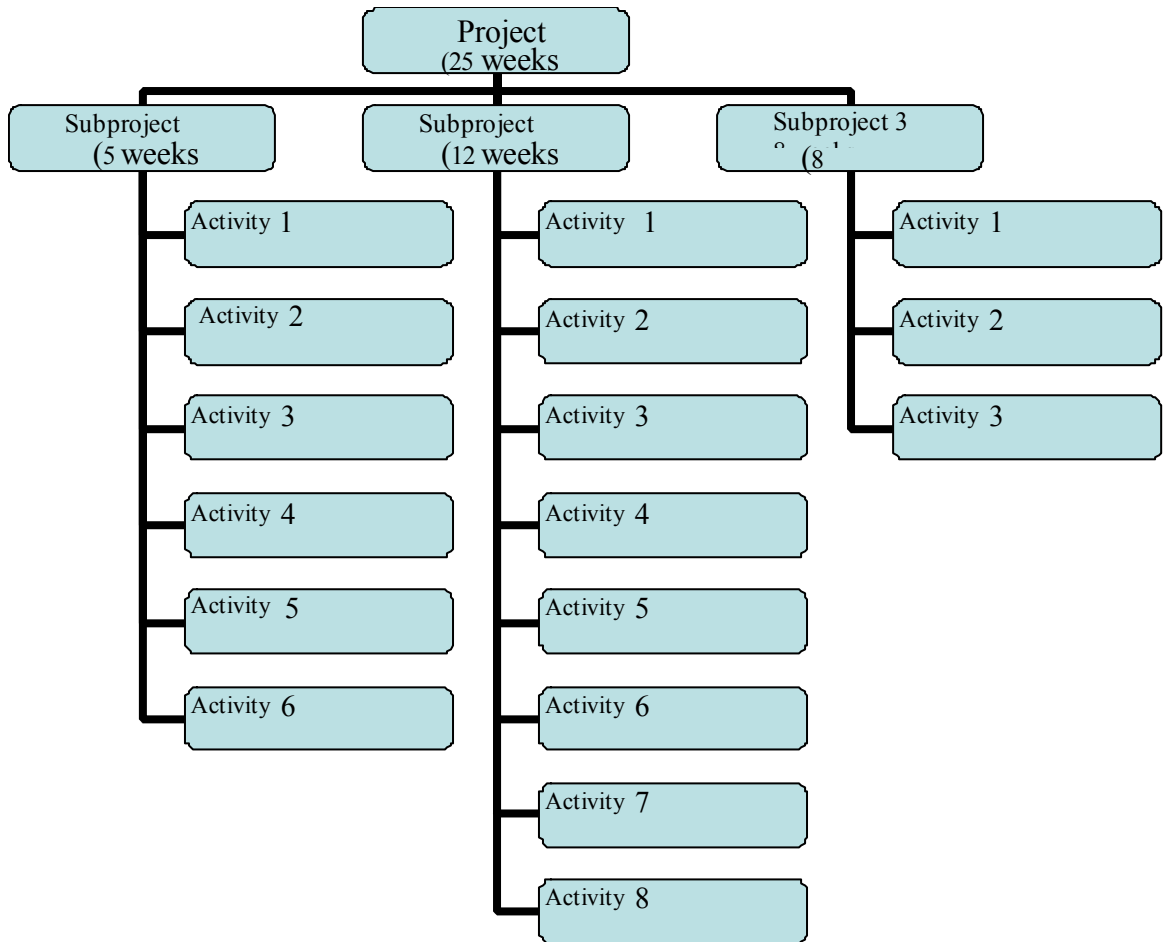 Project
(25 weeks
Subproject
(5 weeks
Subproject
(12 weeks
Subproject 3
(8
Activity 1
Activity 2
Activity 3
Activity 4
Activity 5
Activity 6
Activity 1
Activity 2
Activity 3
Activity 4
Activity 5
Activity 6
Activity 7
Activity 8
Activity 1
Activity 2
Activity 3